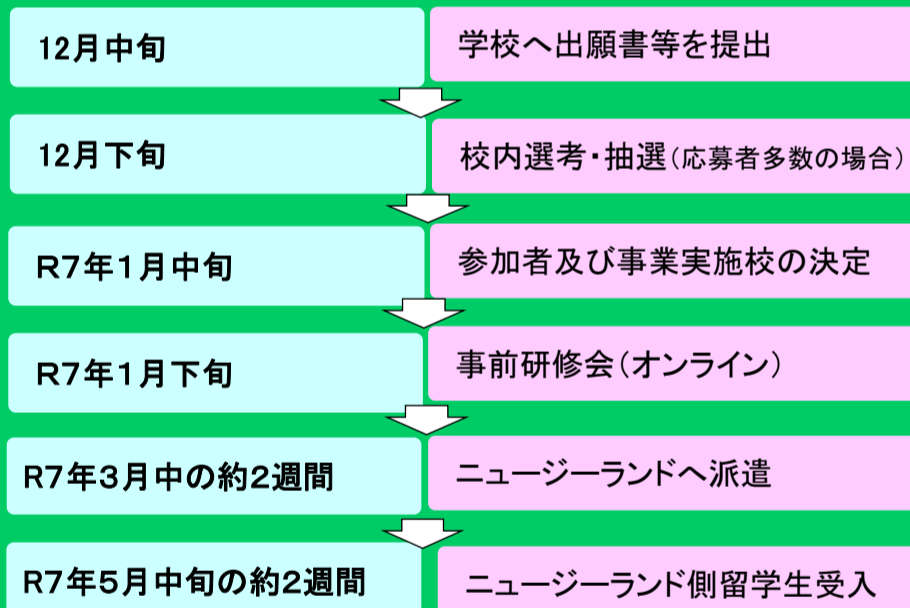 12月中旬
学校へ出願書等を提出
12月下旬
校内選考・抽選(応募者多数の場合)
R7年1月中旬
参加者及び事業実施校の決定
R7年1月下旬
事前研修会(オンライン)
R7年3月中の約2週間
ニュージーランドへ派遣
R7年5月中旬の約2週間
ニュージーランド側留学生受入